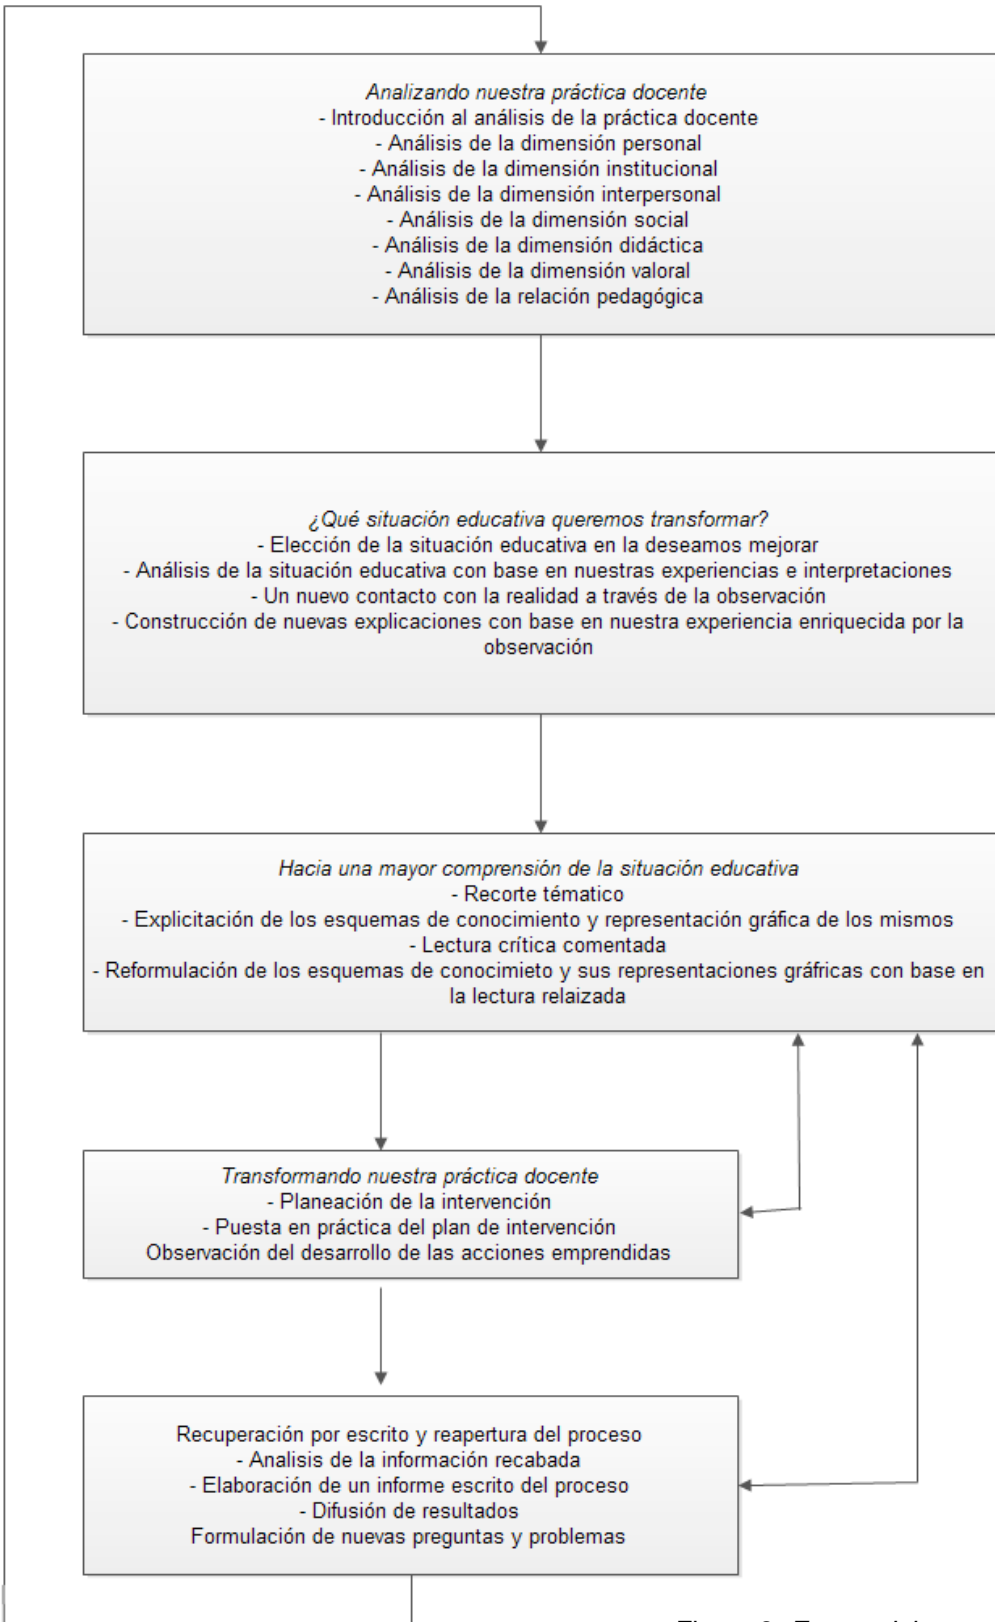 Analizando nuestra práctica docente
- Introducción al análisis de la práctica docente
- Análisis de la dimensión personal
- Análisis de la dimensión institucional
- Análisis de la dimensión interpersonal
- Análisis de la dimensión social
- Análisis de la dimensión didáctica
- Análisis de la dimensión valoral
- Análisis de la relación pedagógica
¿Qué situación educativa queremos transformar?
- Elección de la situación educativa en la deseamos mejorar
- Análisis de la situación educativa con base en nuestras experiencias e interpretaciones
- Un nuevo contacto con la realidad a través de la observación
- Construcción de nuevas explicaciones con base en nuestra experiencia enriquecida por la
observación
Hacia una mayor comprensión de la situación educativa
- Recorte témático
- Explicitación de los esquemas de conocimiento y representación gráfica de los mismos
- Lectura crítica comentada
- Reformulación de los esquemas de conocimieto y sus representaciones gráfricas con base en
la lectura relaizada
Transformando nuestra práctica docente
- Planeación de la intervención
- Puesta en práctica del plan de intervención
Observación del desarrollo de las acciones emprendidas
Recuperación por escrito y reapertura del proceso
- Analisis de la información recabada
- Elaboración de un informe escrito del proceso
- Difusión de resultados
Formulación de nuevas preguntas y problemas